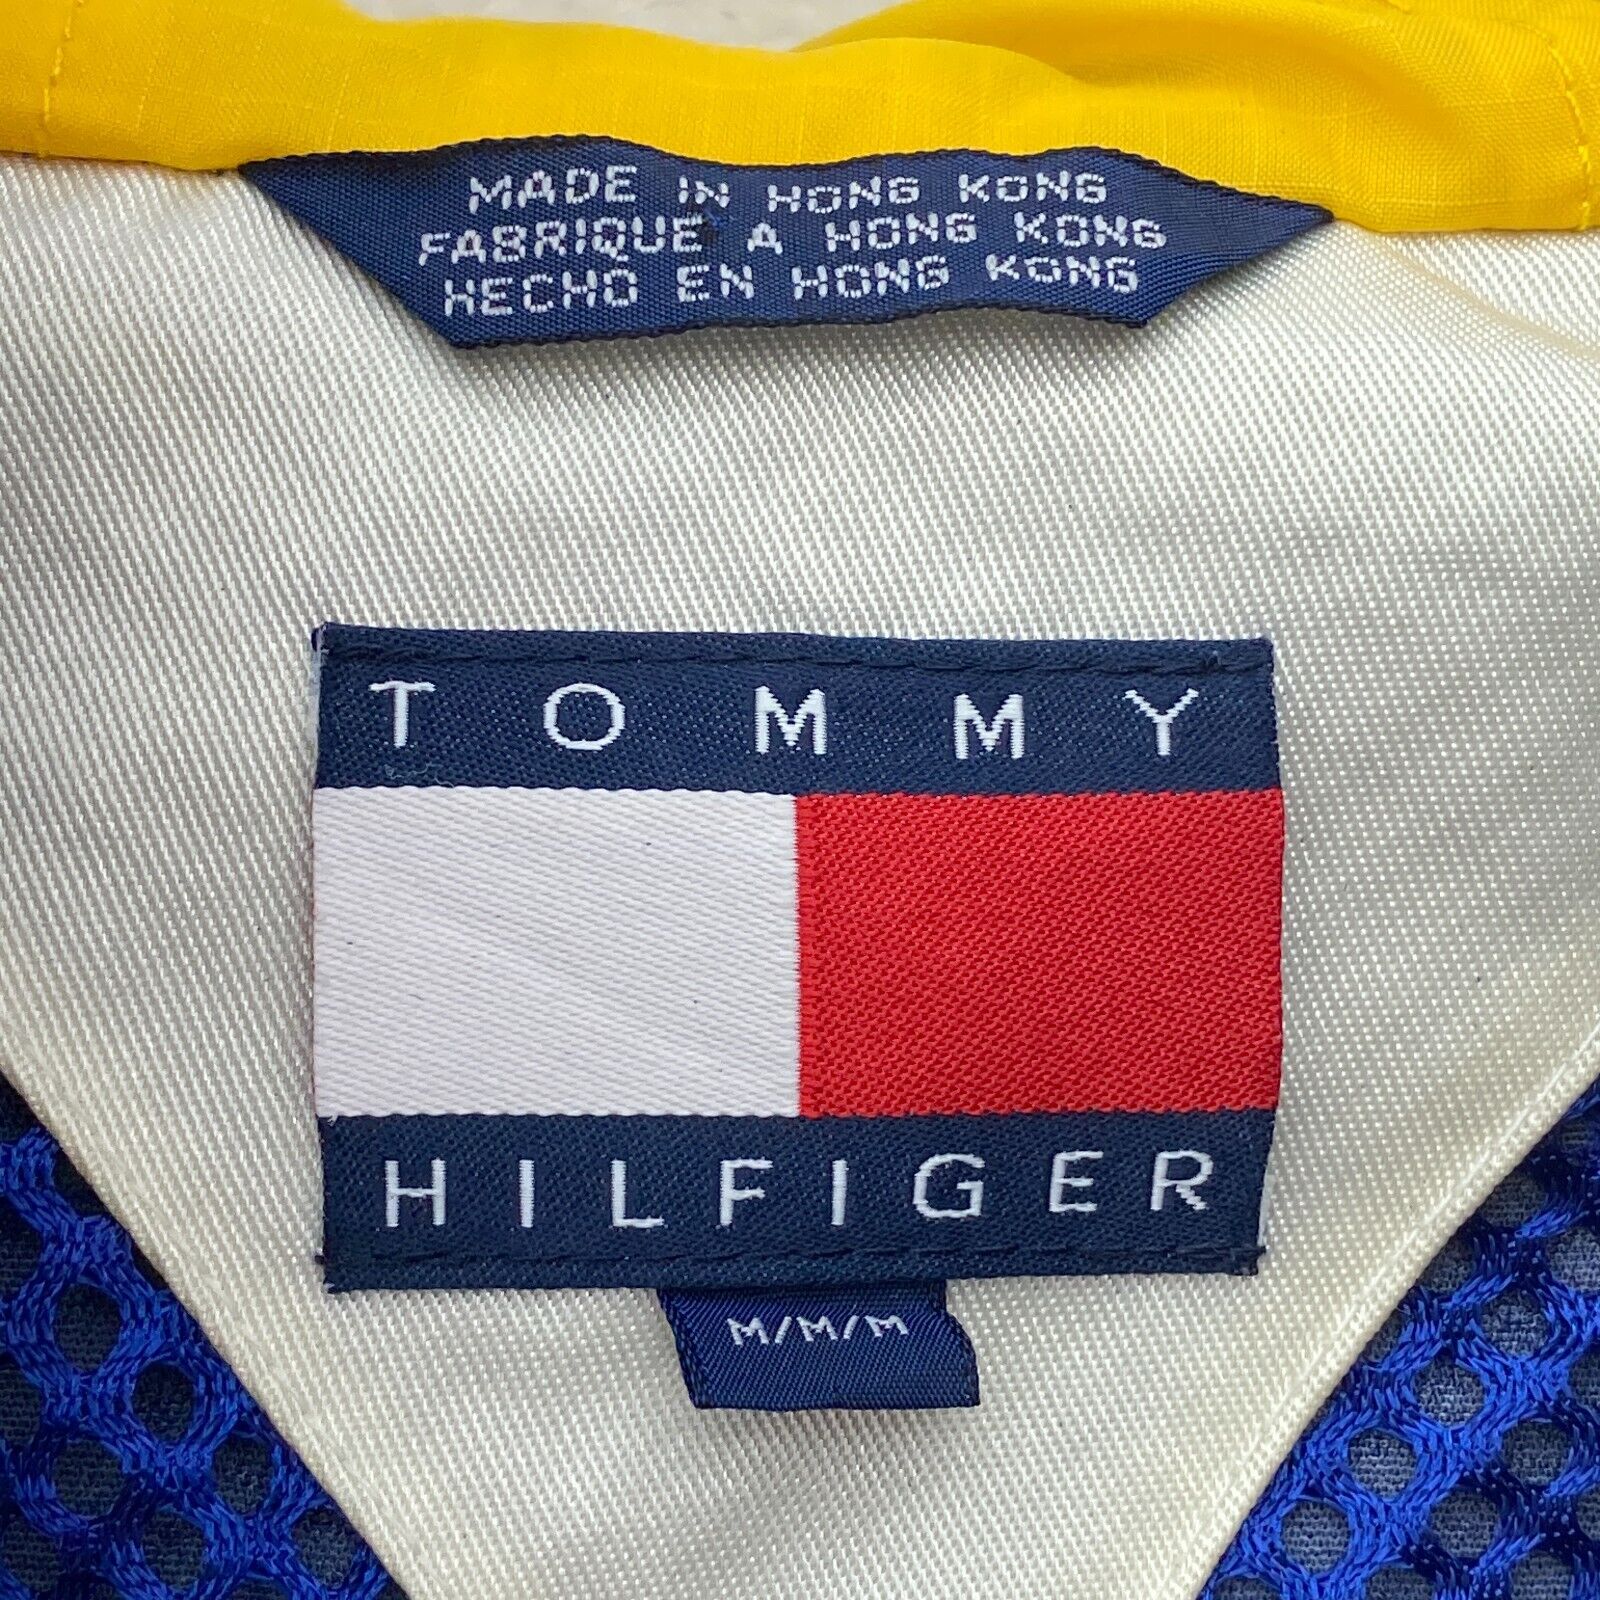 MADE IN HONG KONG
FABRIQUE A HONG KONG
HECHO EN HONG KONG
TOMMY
HILFIGER
M/M/M